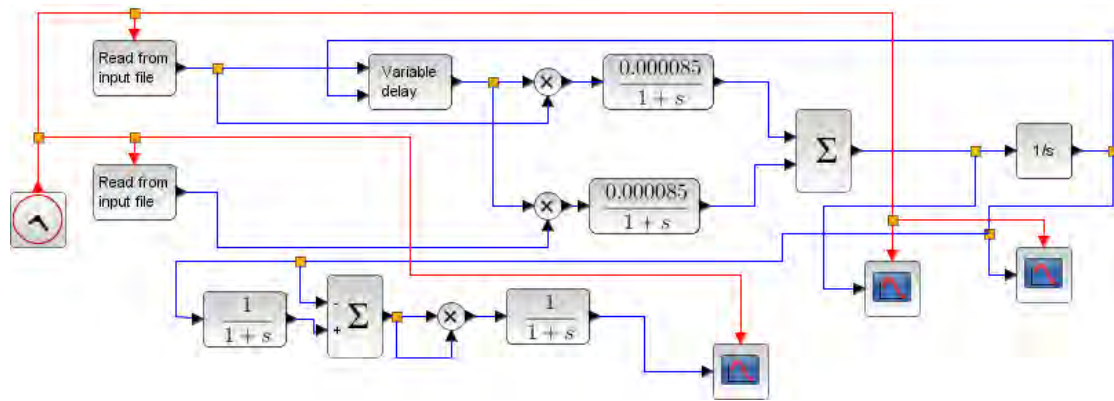 Read from
input file
Variable
delay
0.000085
1 + s
Σ
1/s
Read from
input file
0.000085
1 + s
1
1 + s
-
+
Σ
1
1 + s